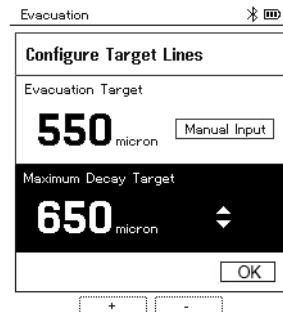 Evacuation
Configure Target Lines
Evacuation Target
550 micron
Manual Input
Maximum Decay Target
650 micron
OK
+ -